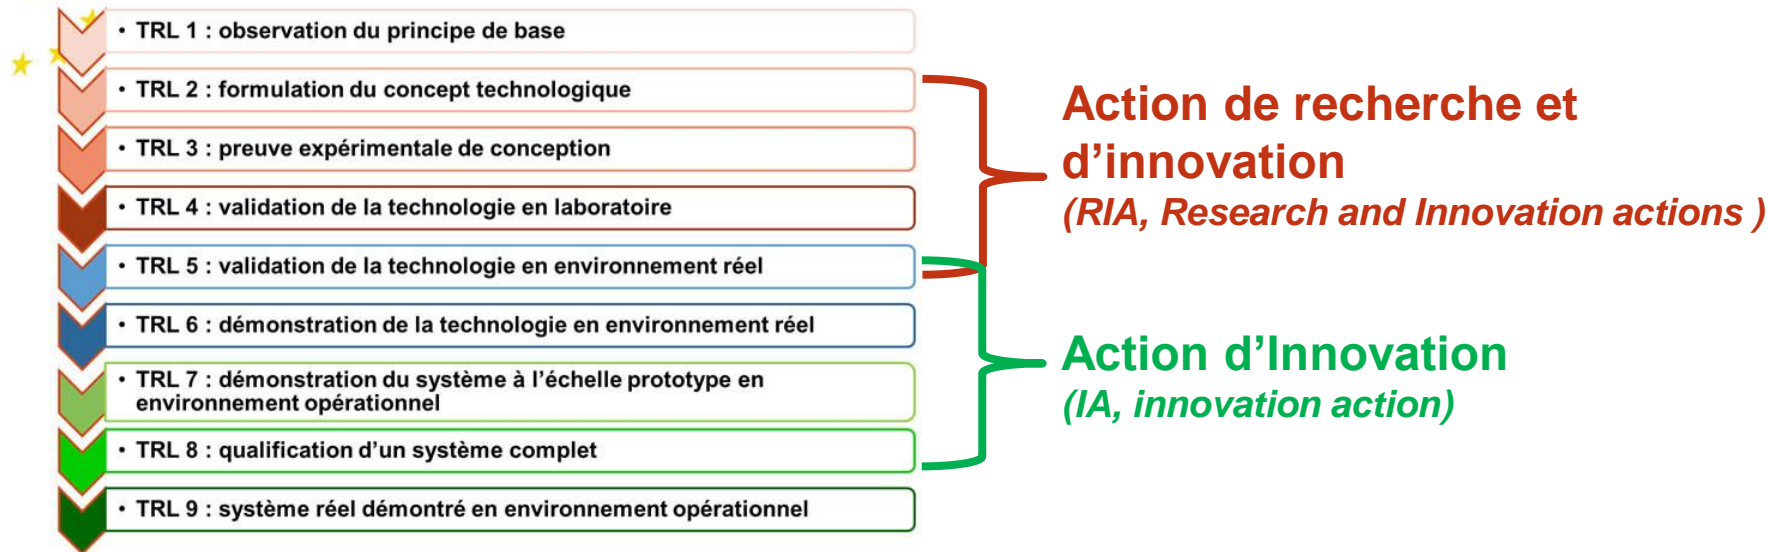 • TRL 1 : observation du principe de base
• TRL 2 : formulation du concept technologique
• TRL 3 : preuve expérimentale de conception
• TRL 4 : validation de la technologie en laboratoire
• TRL 5 : validation de la technologie en environnement réel
• TRL 6 : démonstration de la technologie en environnement réel
• TRL 7 : démonstration du système à l'échelle prototype en
environnement opérationnel
• TRL 8 : qualification d'un système complet
• TRL 9 : système réel démontré en environnement opérationnel
Action de recherche et
d’innovation
(RIA, Research and Innovation actions )
Action d’Innovation
(IA, innovation action)